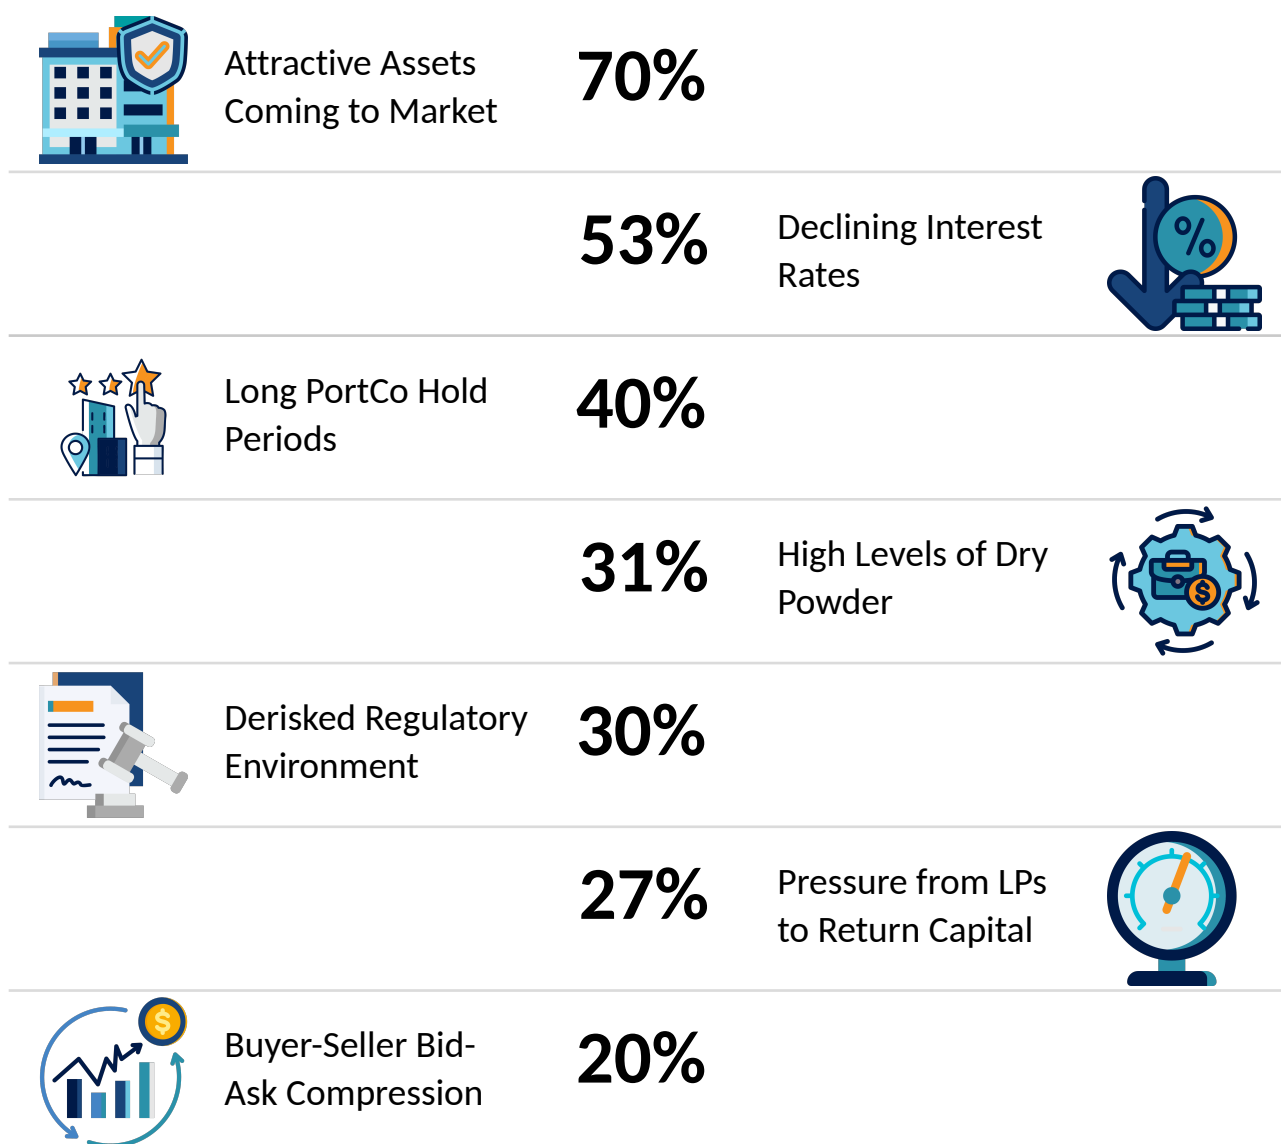 Attractive Assets
Coming to Market
70%
53%
Declining Interest
Rates
Long PortCo Hold
Periods
40%
31%
High Levels of Dry
Powder
Derisked Regulatory
Environment
30%
27%
Pressure from LPs
to Return Capital
Buyer-Seller Bid-
Ask Compression
20%